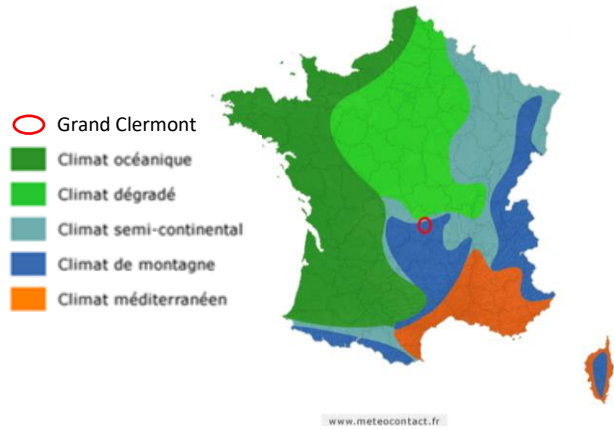 Grand Clermont
Climat océanique
Climat dégradé
Climat semi-continental
Climat de montagne
Climat méditerranéen
www.meteocontact.fr